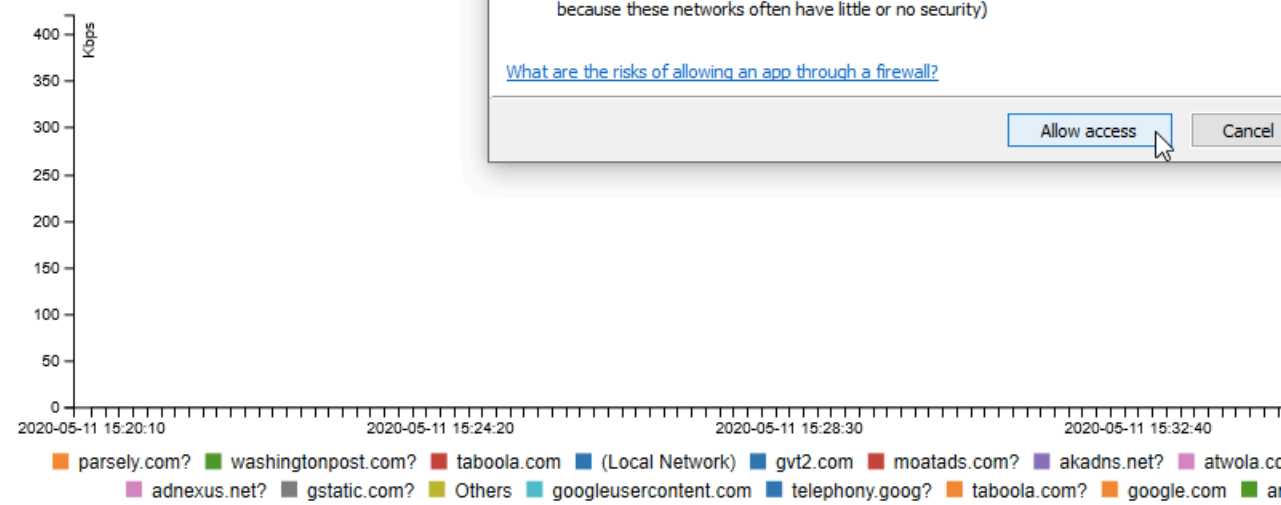 because these networks often have little or no security)
400
Kbps
350
What are the risks of allowing an app through a firewall?
300
Allow access
Cancel
250
200
150
100
50
0
2020-05-11 15:20:10 2020-05-11 15:24:20 2020-05-11 15:28:30 2020-05-11 15:32:40
parsely.com? washingtonpost.com? taboola.com (Local Network) gvt2.com moatads.com? akadns.net? atwola.co
adnexus.net? gstatic.com? Others googleusercontent.com telephony.goog? taboola.com? google.com